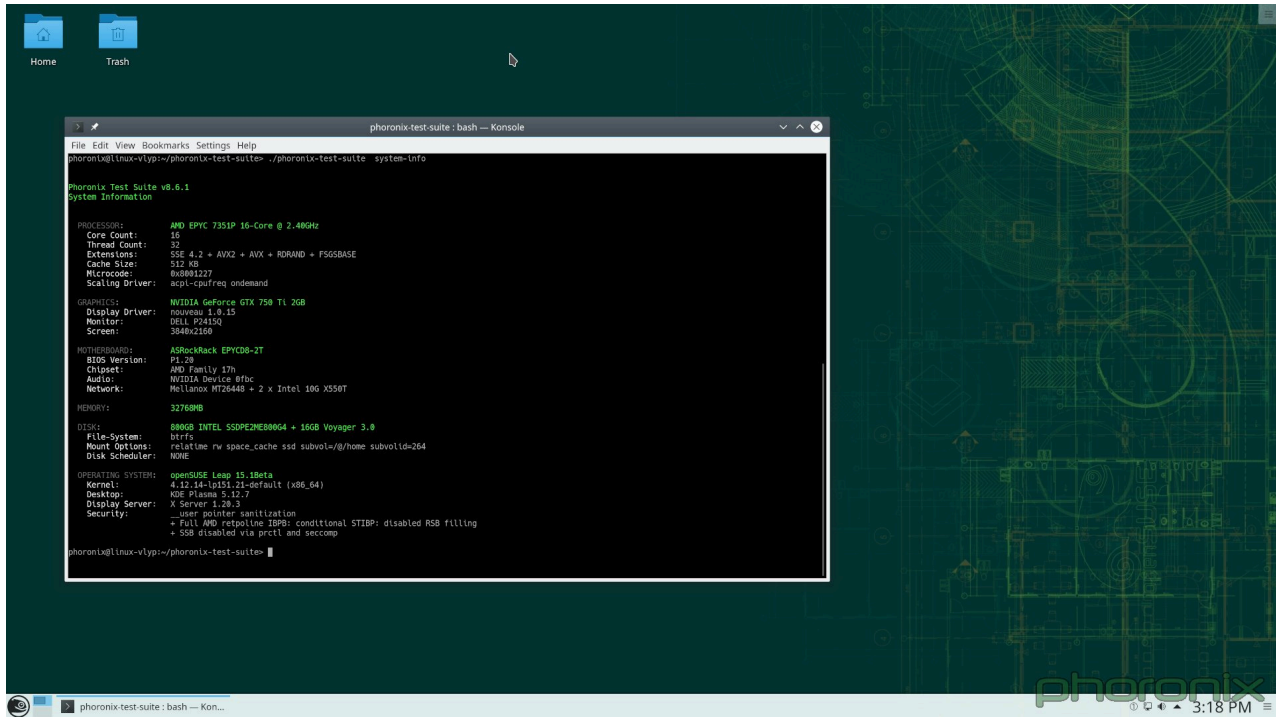 Home
Trash
phoronix-test-suite : bash — Konsole
File Edit View Bookmarks Settings Help
phoronix@linux-vlyp:~/phoronix-test-suite> ./phoronix-test-suite system-info
Phoronix Test Suite v8.6.1
System Information
PROCESSOR: AMD EPYC 7351P 16-Core @ 2.40GHz
Core Count: 16
Thread Count: 32
Extensions: SSE 4.2 + AVX2 + AVX + RDRAND + FSGSBASE
Cache Size: 512 KB
Microcode: 0x8001227
Scaling Driver: acpi-cpufreq ondemand
GRAPHICS: NVIDIA GeForce GTX 750 Ti 2GB
Display Driver: nouveau 1.0.15
Monitor: DELL P2415Q
Screen: 3840x2160
MOTHERBOARD: ASRockRack EPYCD8-2T
BIOS Version: P1.20
Chipset: AMD Family 17h
Audio: NVIDIA Device 0fbc
Network: Mellanox MT26448 + 2 x Intel 10G X550T
MEMORY: 32768MB
DISK: 800GB INTEL SSDPE2ME800G4 + 16GB Voyager 3.0
File-System: btrfs
Mount Options: relatime rw space_cache ssd subvol=/@/home subvolid=264
Disk Scheduler: NONE
OPERATING SYSTEM: openSUSE Leap 15.1Beta
Kernel: 4.12.14-lp151.21-default (x86_64)
Desktop: KDE Plasma 5.12.7
Display Server: X Server 1.20.3
Security: __user pointer sanitization
+ Full AMD retpoline IBPB: conditional STIBP: disabled RSB filling
+ SSB disabled via prctl and seccomp
phoronix@linux-vlyp:~/phoronix-test-suite>
phoronix
phoronix-test-suite : bash — Kon...
3:18 PM